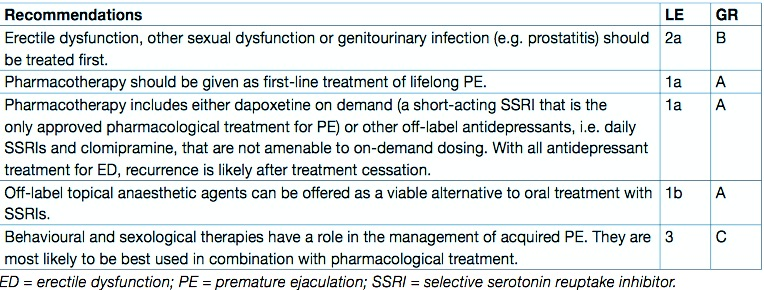 Recommendations LE GR
Erectile dysfunction, other sexual dysfunction or genitourinary infection (e.g. prostatitis) should 2a B
be treated first.
Pharmacotherapy should be given as first-line treatment of lifelong PE. 1a A
Pharmacotherapy includes either dapoxetine on demand (a short-acting SSRI that is the 1a A
only approved pharmacological treatment for PE) or other off-label antidepressants, i.e. daily
SSRIs and clomipramine, that are not amenable to on-demand dosing. With all antidepressant
treatment for ED, recurrence is likely after treatment cessation.
Off-label topical anaesthetic agents can be offered as a viable alternative to oral treatment with 1b A
SSRIs.
Behavioural and sexological therapies have a role in the management of acquired PE. They are 3 C
most likely to be best used in combination with pharmacological treatment.
ED = erectile dysfunction; PE = premature ejaculation; SSRI = selective serotonin reuptake inhibitor.